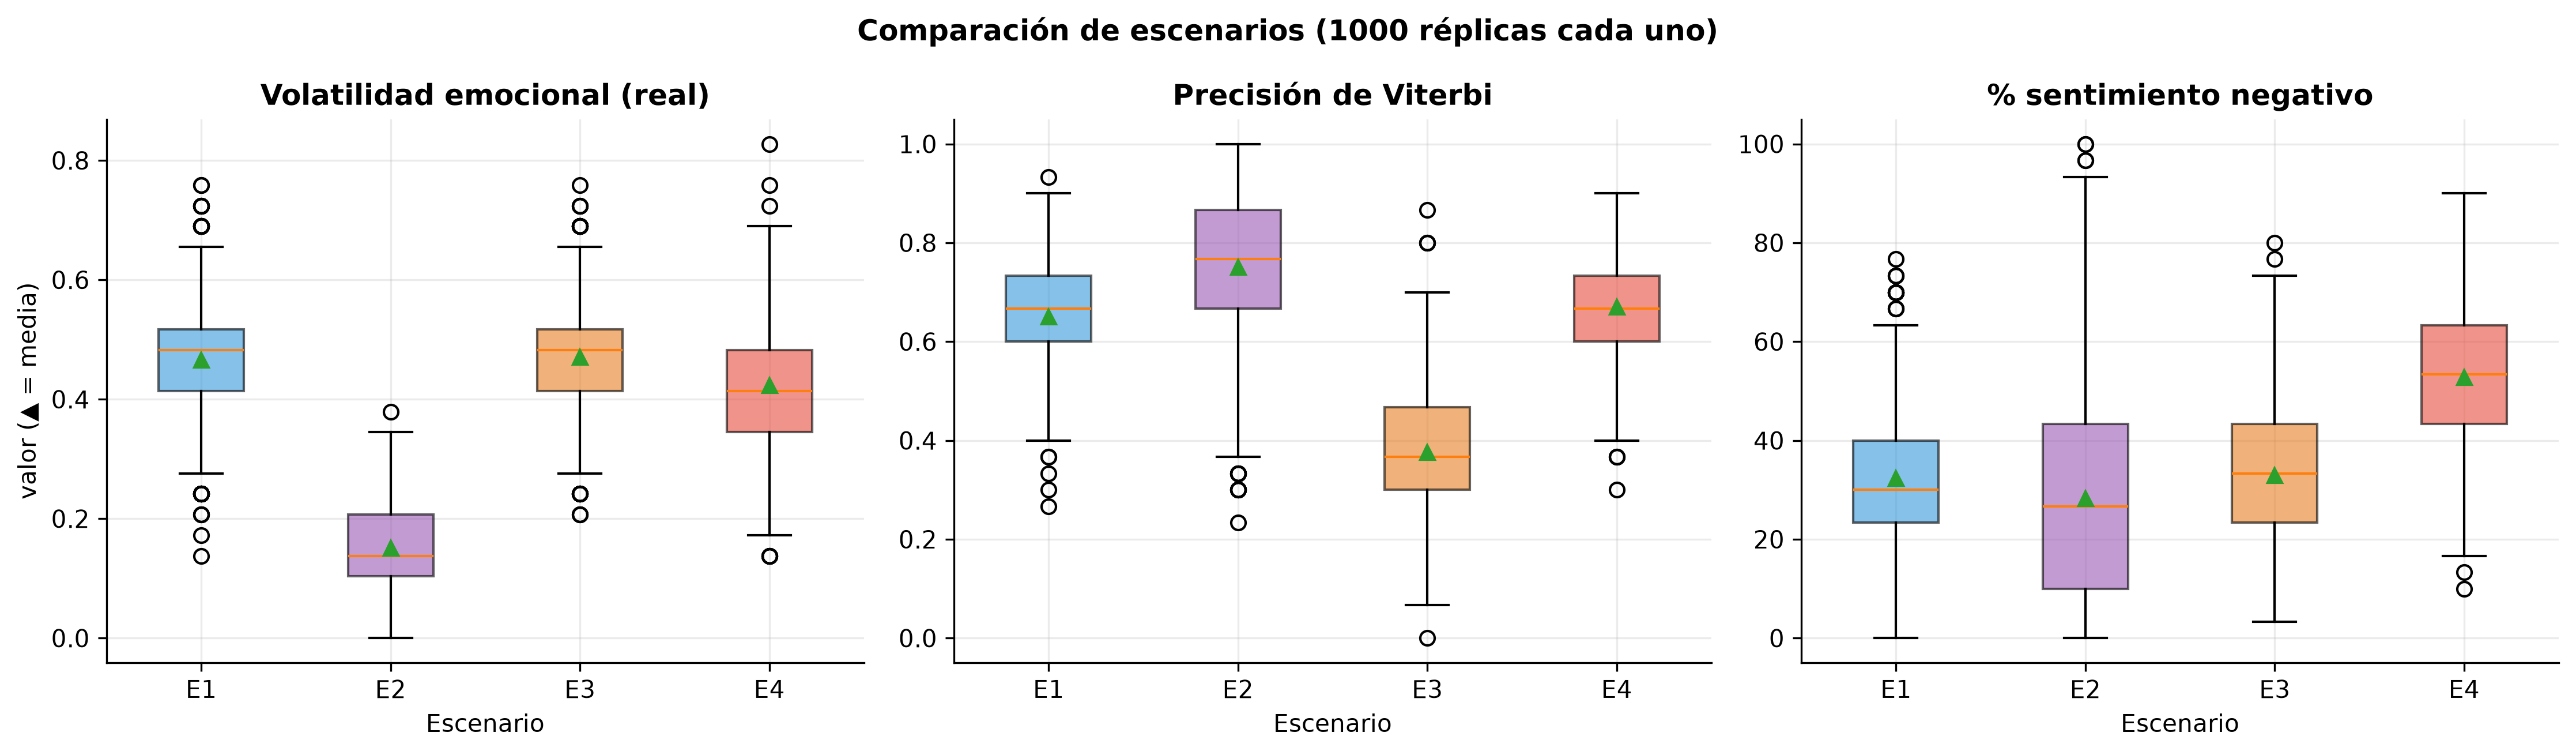 Comparación de escenarios (1000 réplicas cada uno)
Volatilidad emocional (real)
valor (▲ = media)
0.8
0.6
0.4
0.2
0.0
E1 E2 E3 E4
Escenario
Precisión de Viterbi
1.0
0.8
0.6
0.4
0.2
0.0
E1 E2 E3 E4
Escenario
% sentimiento negativo
100
80
60
40
20
0
E1 E2 E3 E4
Escenario